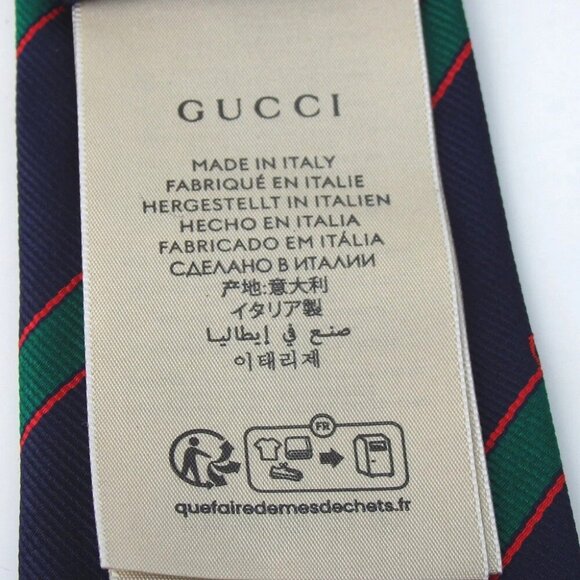 GUCCI
MADE IN ITALY
FABRIQUÉ EN ITALIE
HERGESTELLT IN ITALIEN
HECHO EN ITALIA
FABRICADO EM ITÁLIA
СДЕЛАНО В ИТАЛИИ
产地:意大利
イタリア製
صنع في إيطاليا
이태리제
FR
quefairedemesdechets.fr